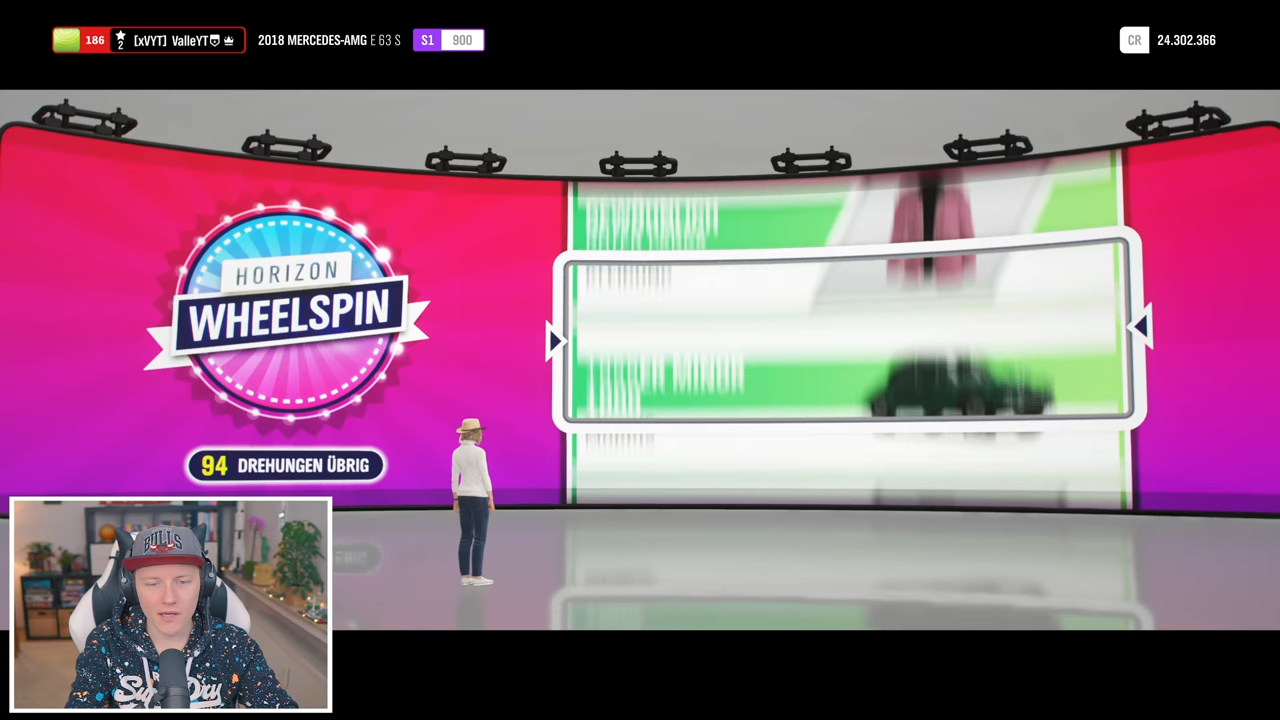 186 2 [xVYT] ValleYT 2018 MERCEDES-AMG E 63 S S1 900 CR 24.302.366
HORIZON
WHEELSPIN
94 DREHUNGEN ÜBRIG
BULLS